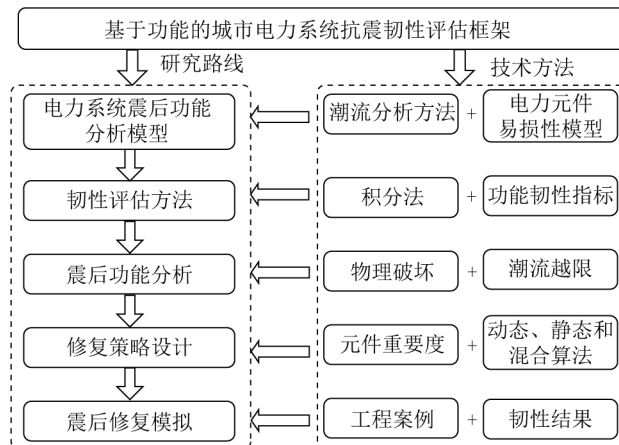 基于功能的城市电力系统抗震韧性评估框架
研究路线
技术方法
电力系统震后功能
分析模型
潮流分析方法
+
电力元件
易损性模型
韧性评估方法
积分法
+
功能韧性指标
震后功能分析
物理破坏
+
潮流越限
修复策略设计
元件重要度
+
动态、静态和
混合算法
震后修复模拟
工程案例
+
韧性结果